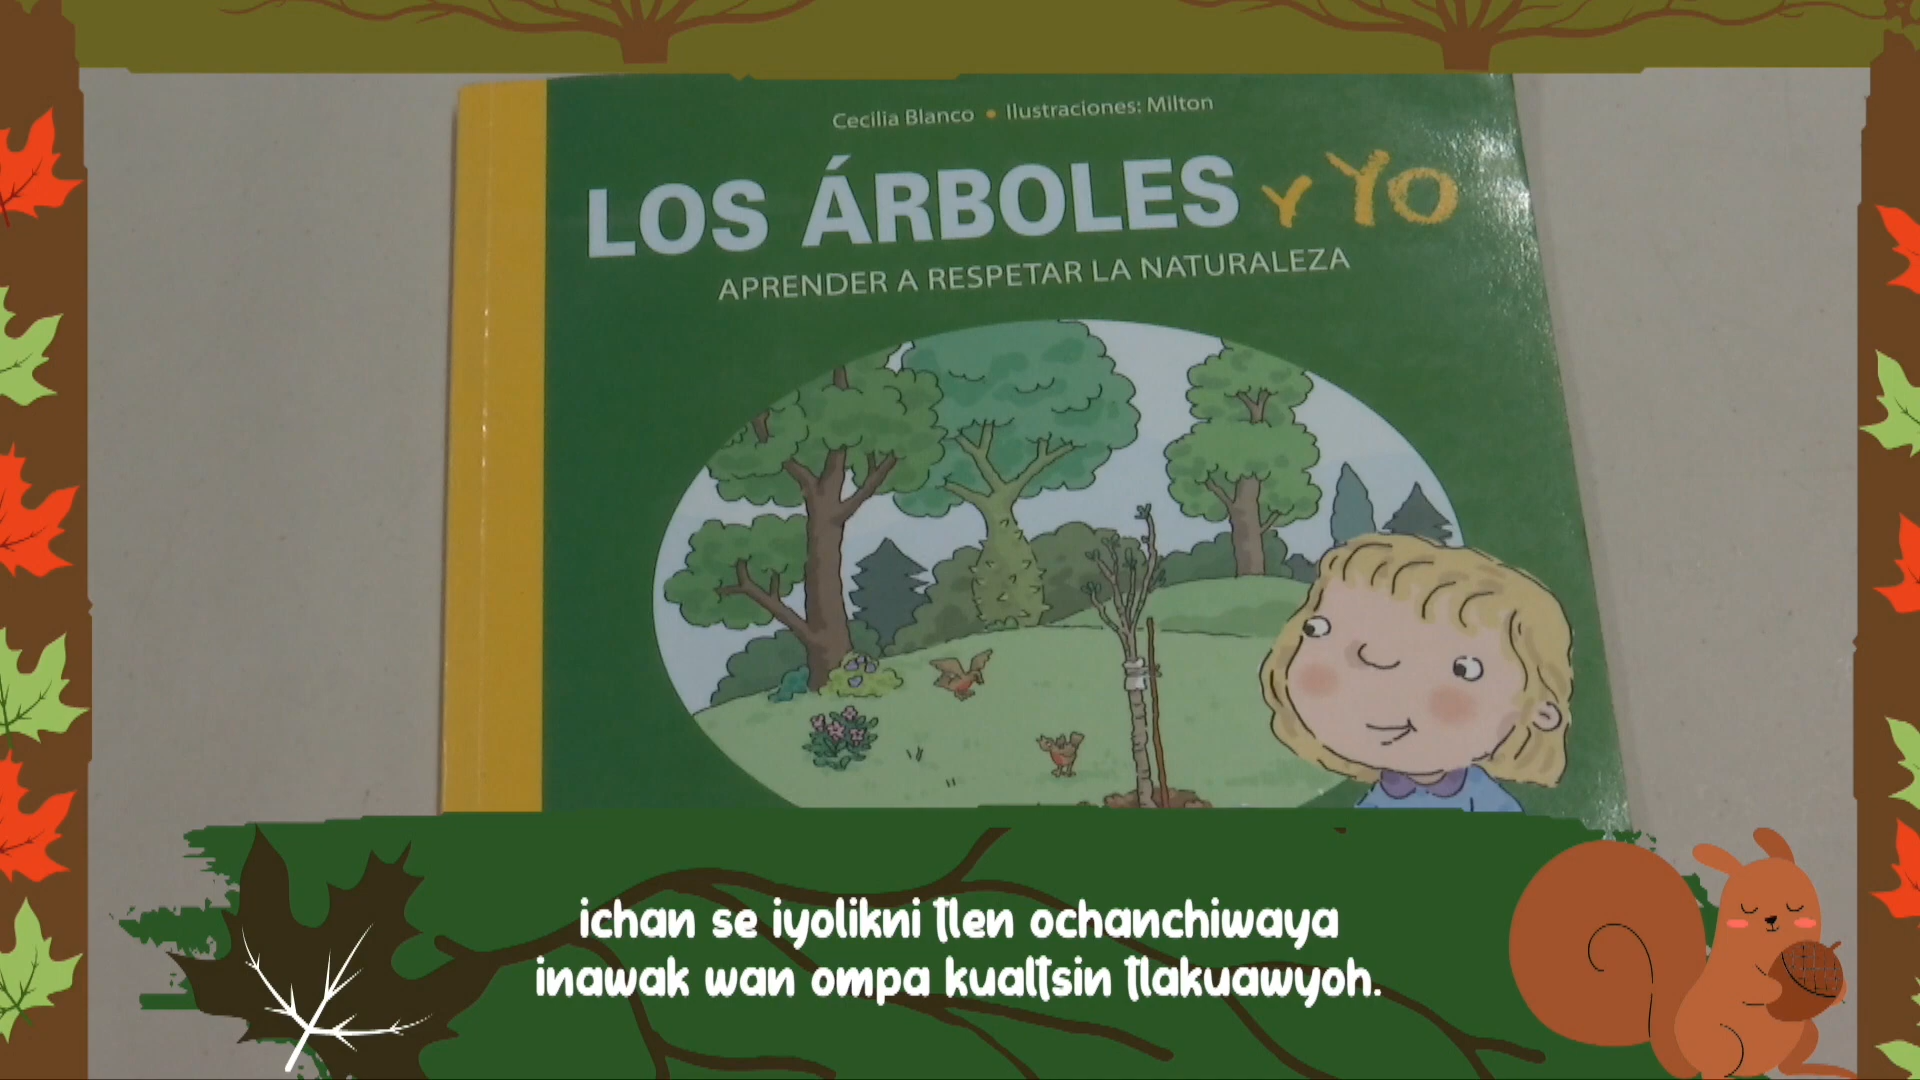 Cecilia Blanco • Ilustraciones: Milton
LOS ÁRBOLES Y YO
APRENDER A RESPETAR LA NATURALEZA
ichan se iyolikni tlen ochanchiwaya
inawak wan ompa kualtsin tlakuawyoh.